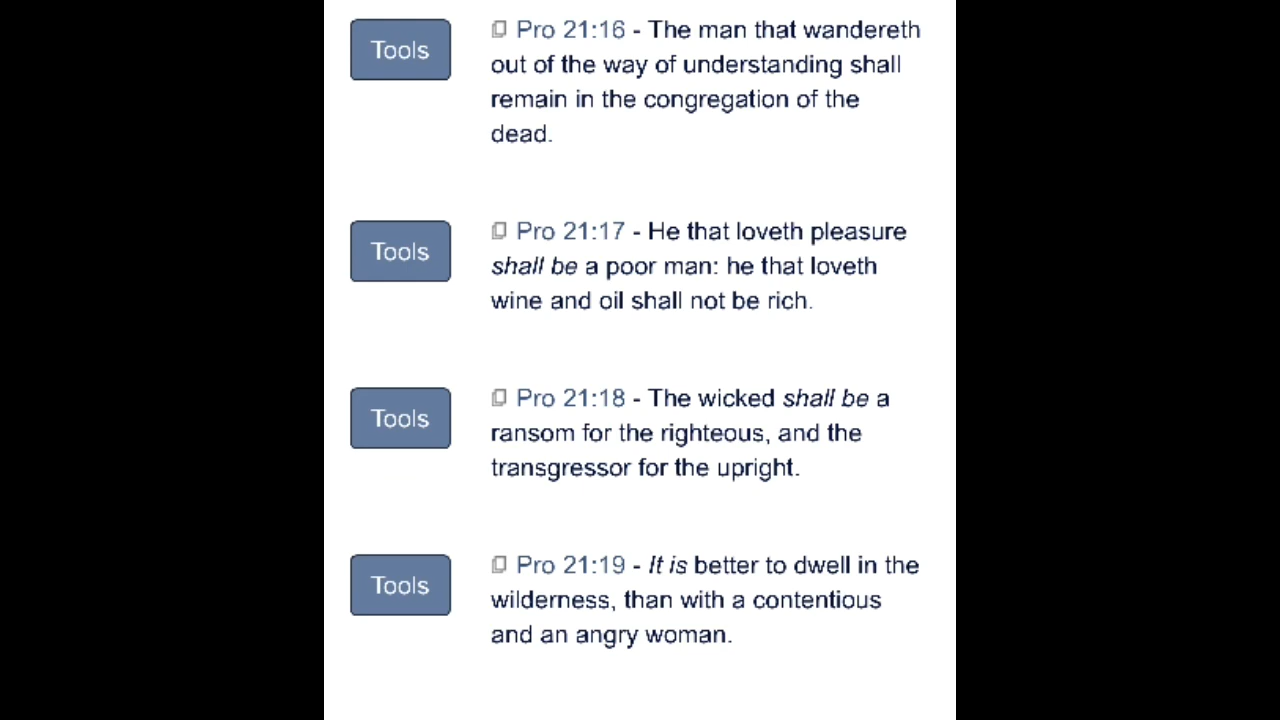 Tools
Pro 21:16 - The man that wandereth
out of the way of understanding shall
remain in the congregation of the
dead.
Tools
Pro 21:17 - He that loveth pleasure
shall be a poor man: he that loveth
wine and oil shall not be rich.
Tools
Pro 21:18 - The wicked shall be a
ransom for the righteous, and the
transgressor for the upright.
Tools
Pro 21:19 - It is better to dwell in the
wilderness, than with a contentious
and an angry woman.